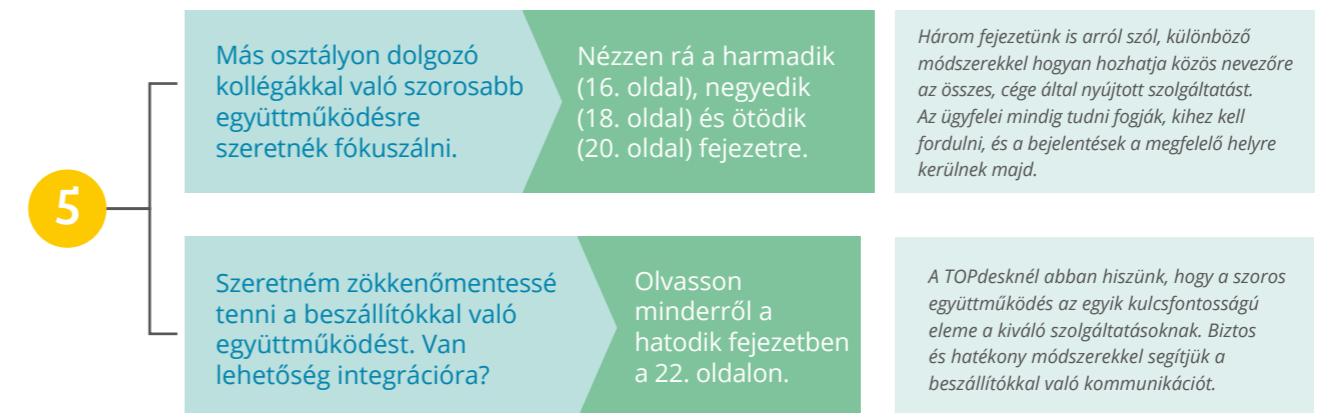 5
Más osztályon dolgozó
kollégákkal való szorosabb
együttműködésre
szeretnék fókuszálni.
Nézzen rá a harmadik
(16. oldal), negyedik
(18. oldal) és ötödik
(20. oldal) fejezetre.
Három fejezetünk is arról szól, különböző
módszerekkel hogyan hozhatja közös nevezőre
az összes, cége által nyújtott szolgáltatást.
Az ügyfelei mindig tudni fogják, kihez kell
fordulni, és a bejelentések a megfelelő helyre
kerülnek majd.
Szeretném zökkenőmentessé
tenni a beszállítókkal való
együttműködést. Van
lehetőség integrációra?
Olvasson
minderről a
hatodik fejezetben
a 22. oldalon.
A TOPdesknél abban hiszünk, hogy a szoros
együttműködés az egyik kulcsfontosságú
eleme a kiváló szolgáltatásoknak. Biztos
és hatékony módszerekkel segítjük a
beszállítókkal való kommunikációt.